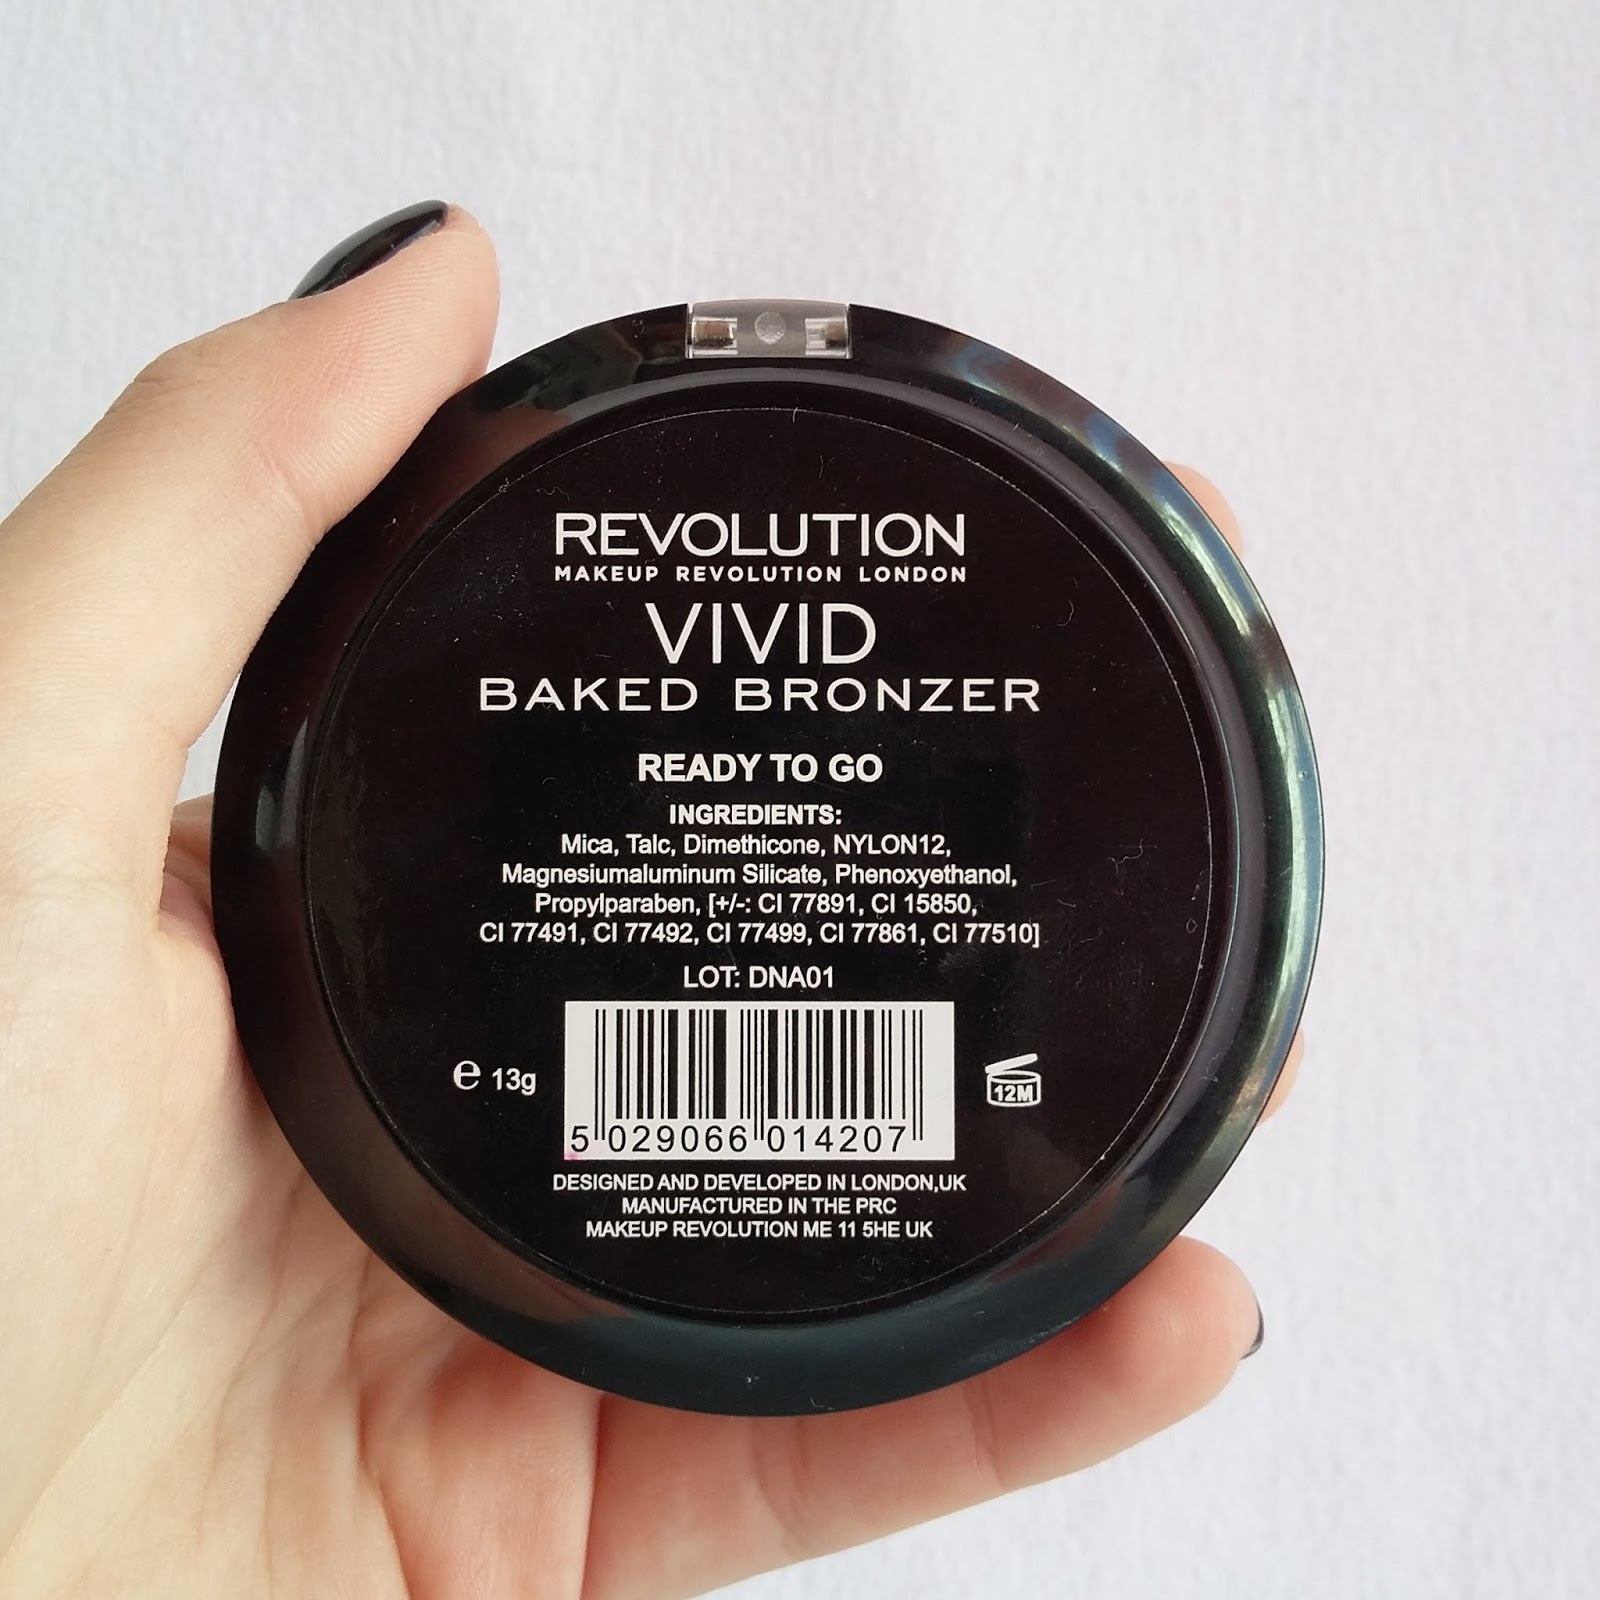 REVOLUTION
MAKEUP REVOLUTION LONDON
VIVID
BAKED BRONZER
READY TO GO
INGREDIENTS:
Mica, Talc, Dimethicone, NYLON12,
Magnesiumaluminum Silicate, Phenoxyethanol,
Propylparaben, [+/-: CI 77891, CI 15850,
CI 77491, CI 77492, CI 77499, CI 77861, CI 77510]
LOT: DNA01
e 13g
5 029066 014207
12M
DESIGNED AND DEVELOPED IN LONDON,UK
MANUFACTURED IN THE PRC
MAKEUP REVOLUTION ME 11 5HE UK